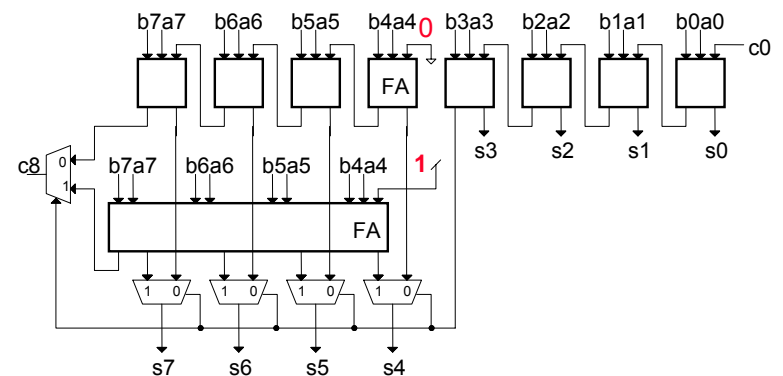 b7a7 b6a6 b5a5 b4a4 0 b3a3 b2a2 b1a1 b0a0
c0
FA
s3 s2 s1 s0
c8 0 1
b7a7 b6a6 b5a5 b4a4 1
FA
1 0 1 0 1 0 1 0
s7 s6 s5 s4